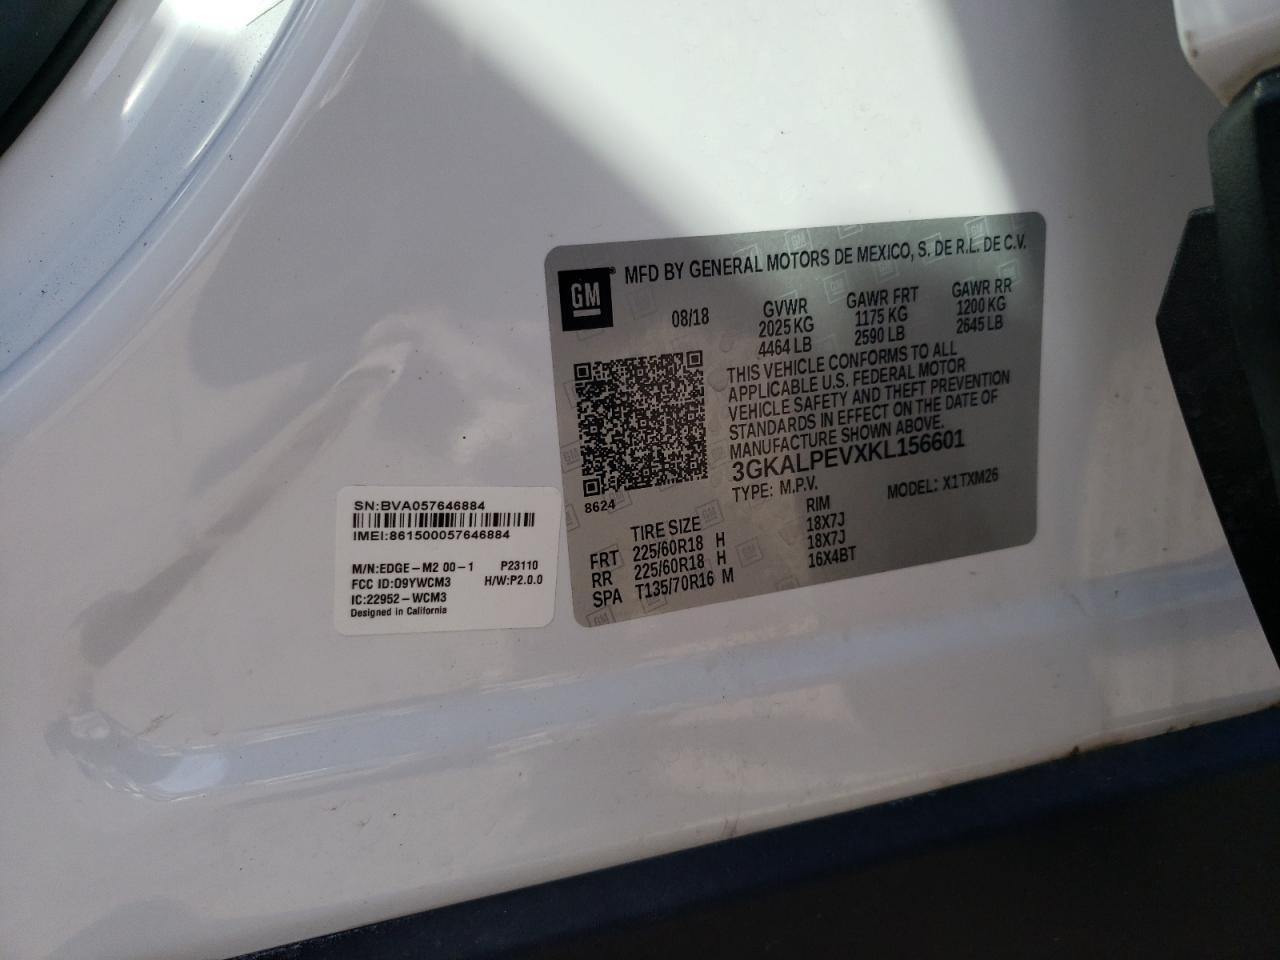 GM
MFD BY GENERAL MOTORS DE MEXICO, S. DE R.L. DE C.V.
08/18
GVWR GAWR FRT GAWR RR
2025 KG 1175 KG 1200 KG
4464 LB 2590 LB 2645 LB
THIS VEHICLE CONFORMS TO ALL
APPLICABLE U.S. FEDERAL MOTOR
VEHICLE SAFETY AND THEFT PREVENTION
STANDARDS IN EFFECT ON THE DATE OF
MANUFACTURE SHOWN ABOVE.
3GKALPEVXKL156601
TYPE: M.P.V. MODEL: X1TXM26
8624
TIRE SIZE RIM
FRT 225/60R18 H 18X7J
RR 225/60R18 H 18X7J
SPA T135/70R16 M 16X4BT
SN:BVA057646884
IMEI:861500057646884
M/N:EDGE-M2 00-1 P23110
FCC ID:O9YWCM3 H/W:P2.0.0
IC:22952-WCM3
Designed in California